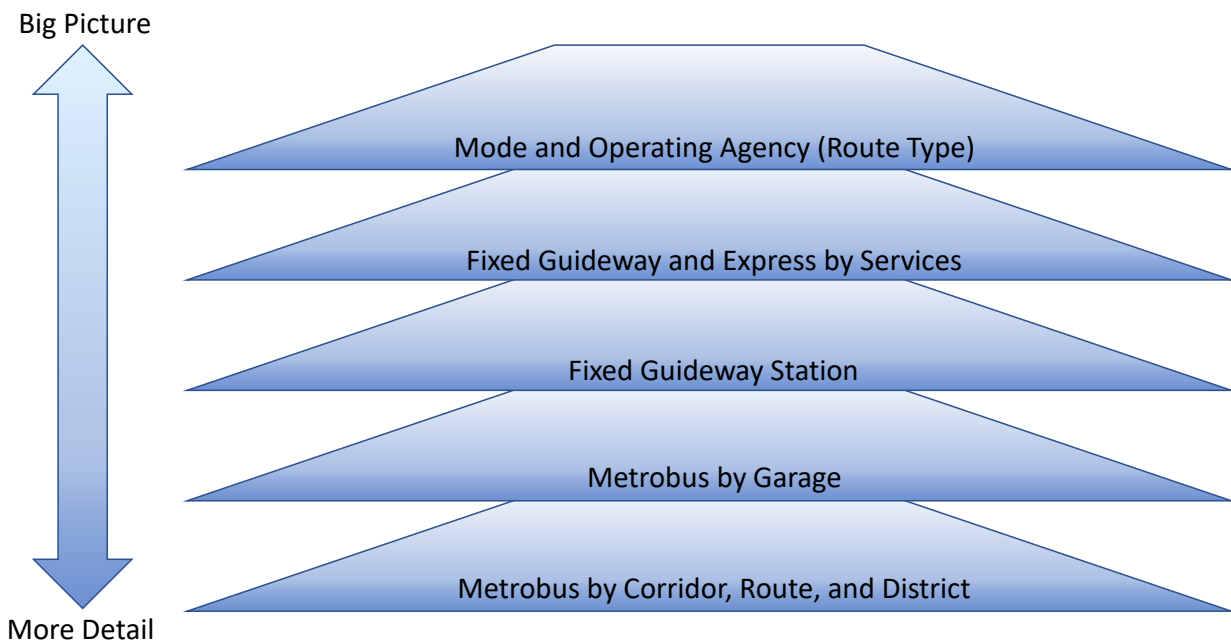 Big Picture
Mode and Operating Agency (Route Type)
Fixed Guideway and Express by Services
Fixed Guideway Station
Metrobus by Garage
Metrobus by Corridor, Route, and District
More Detail